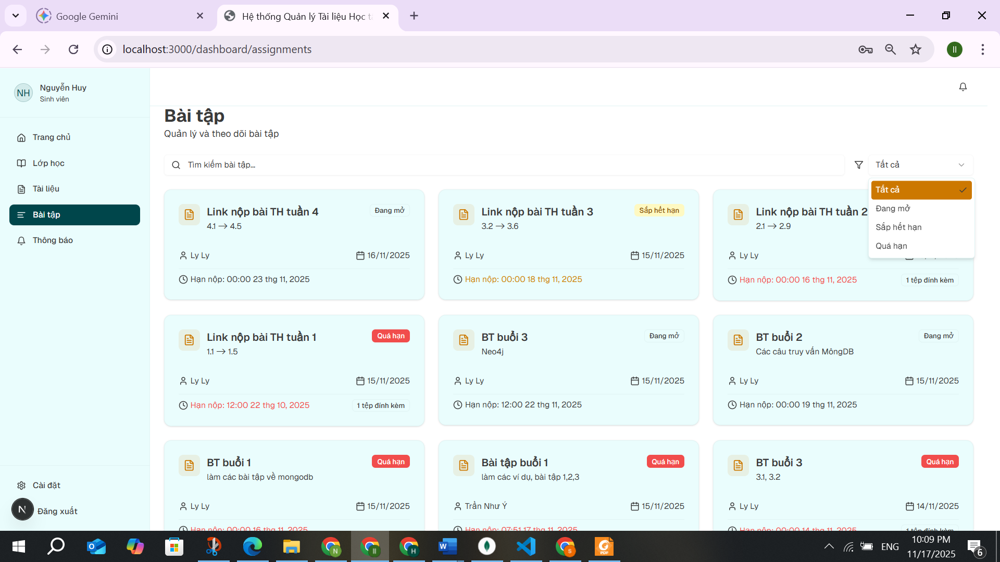 Google Gemini
Hệ thống Quản lý Tài liệu Học
localhost:3000/dashboard/assignments
II
NH
Nguyễn Huy
Sinh viên
Trang chủ
Lớp học
Tài liệu
Bài tập
Thông báo
Cài đặt
N
Đăng xuất
Bài tập
Quản lý và theo dõi bài tập
Tìm kiếm bài tập...
Tất cả
Tất cả
Đang mở
Sắp hết hạn
Quá hạn
Link nộp bài TH tuần 4
Đang mở
4.1 → 4.5
Ly Ly
16/11/2025
Hạn nộp: 00:00 23 thg 11, 2025
Link nộp bài TH tuần 3
Sắp hết hạn
3.2 → 3.6
Ly Ly
15/11/2025
Hạn nộp: 00:00 18 thg 11, 2025
Link nộp bài TH tuần 2
2.1 → 2.9
Ly Ly
Hạn nộp: 00:00 16 thg 11, 2025
1 tệp đính kèm
Link nộp bài TH tuần 1
Quá hạn
1.1 → 1.5
Ly Ly
15/11/2025
Hạn nộp: 12:00 22 thg 10, 2025
1 tệp đính kèm
BT buổi 3
Đang mở
Neo4j
Ly Ly
15/11/2025
Hạn nộp: 12:00 22 thg 11, 2025
BT buổi 2
Đang mở
Các câu truy vấn MôngDB
Ly Ly
15/11/2025
Hạn nộp: 00:00 19 thg 11, 2025
BT buổi 1
Quá hạn
làm các bài tập về mongodb
Ly Ly
15/11/2025
Hạn nộp: 00:00 16 thg 11, 2025
Bài tập buổi 1
Quá hạn
làm các ví dụ, bài tập 1,2,3
Trần Như Ý
15/11/2025
Hạn nộp: 07:51 17 thg 11, 2025
BT buổi 3
Quá hạn
3.1, 3.2
Ly Ly
14/11/2025
Hạn nộp: 00:00 14 thg 11, 2025
1 tệp đính kèm
N
II
H
W
S
PDF
ENG
10:09 PM
11/17/2025
6